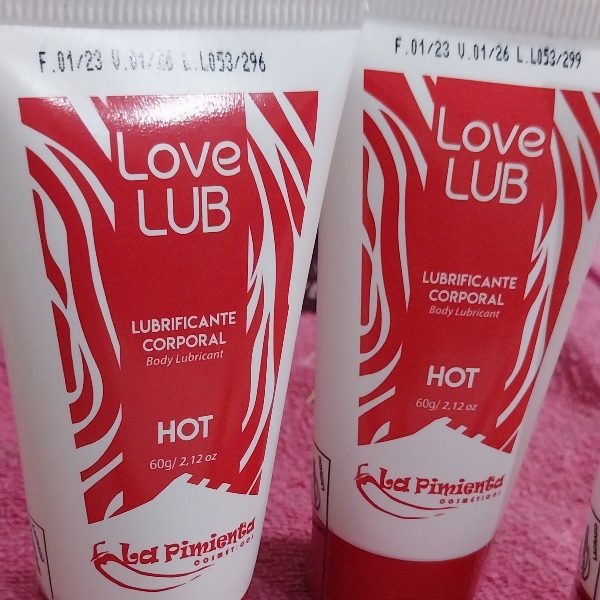 F.01/23 V.01/26 L.L053/296
Love
LUB
LUBRIFICANTE
CORPORAL
Body Lubricant
HOT
60g/ 2,12 oz
La Pimienta
COSMÉTICOS
F.01/23 V.01/26 L.L053/299
Love
LUB
LUBRIFICANTE
CORPORAL
Body Lubricant
HOT
60g/ 2,12 oz
La Pimienta
COSMÉTICOS